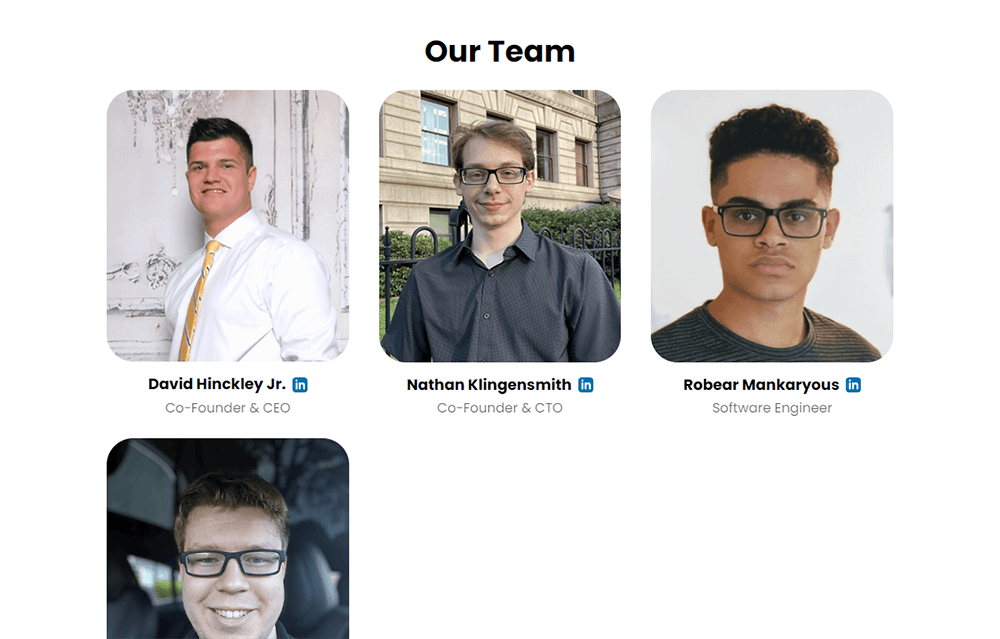 Our Team
David Hinckley Jr. in
Co-Founder & CEO
Nathan Klingensmith in
Co-Founder & CTO
Robear Mankaryous in
Software Engineer